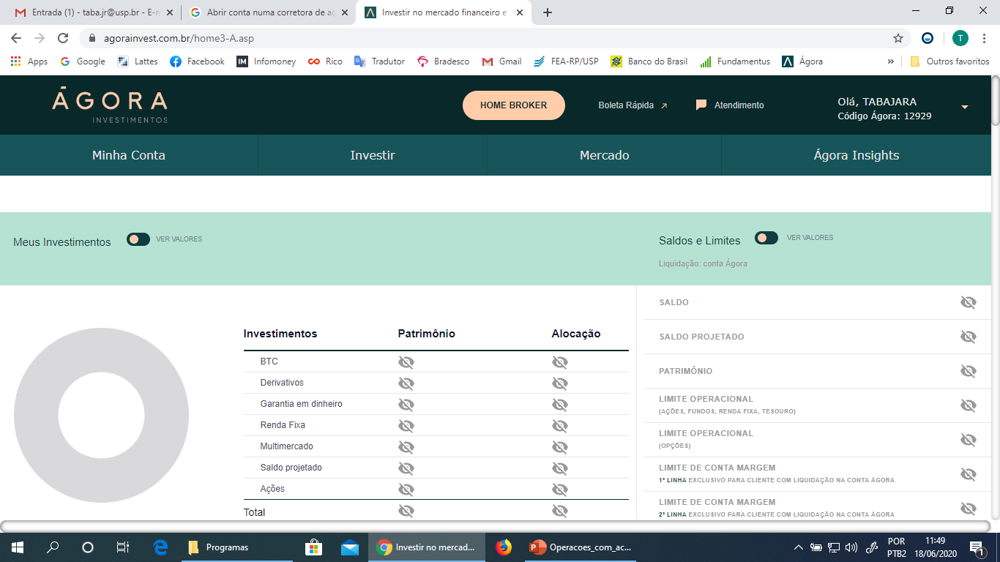 Entrada (1) - taba.jr@usp.br - E-m
Abrir conta numa corretora de aç
Investir no mercado financeiro e
agorainvest.com.br/home3-A.asp
T
Apps
Google
Lattes
Facebook
IM Infomoney
Rico
Tradutor
Bradesco
Gmail
FEA-RP/USP
Banco do Brasil
Fundamentus
Ágora
»
Outros favoritos
ÁGORA
INVESTIMENTOS
HOME BROKER
Boleta Rápida
Atendimento
Olá, TABAJARA
Código Ágora: 12929
Minha Conta
Investir
Mercado
Ágora Insights
Meus Investimentos
VER VALORES
Saldos e Limites
VER VALORES
Liquidação: conta Ágora
Investimentos Patrimônio Alocação
BTC
Derivativos
Garantia em dinheiro
Renda Fixa
Multimercado
Saldo projetado
Ações
Total
SALDO
SALDO PROJETADO
PATRIMÔNIO
LIMITE OPERACIONAL
(AÇÕES, FUNDOS, RENDA FIXA, TESOURO)
LIMITE OPERACIONAL
(OPÇÕES)
LIMITE DE CONTA MARGEM
1ª LINHA EXCLUSIVO PARA CLIENTE COM LIQUIDAÇÃO NA CONTA ÁGORA
LIMITE DE CONTA MARGEM
2ª LINHA EXCLUSIVO PARA CLIENTE COM LIQUIDAÇÃO NA CONTA ÁGORA
Programas
Investir no mercad...
Operacoes_com_ac...
POR
PTB2
11:49
18/06/2020
1